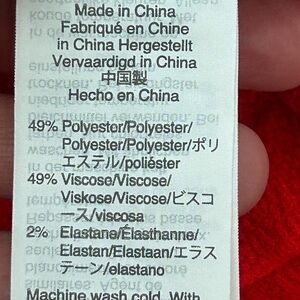 Made in China
Fabriqué en Chine
in China Hergestellt
Vervaardigd in China
中国製
Hecho en China
49% Polyester/Polyester/
Polyester/Polyester/ポリ
エステル/poliéster
49% Viscose/Viscose/
Viskose/Viscose/ビスコ
ース/viscosa
2% Elastane/Élasthanne/
Elastan/Elastaan/エラス
テーン/elastano
Machine wash cold. With